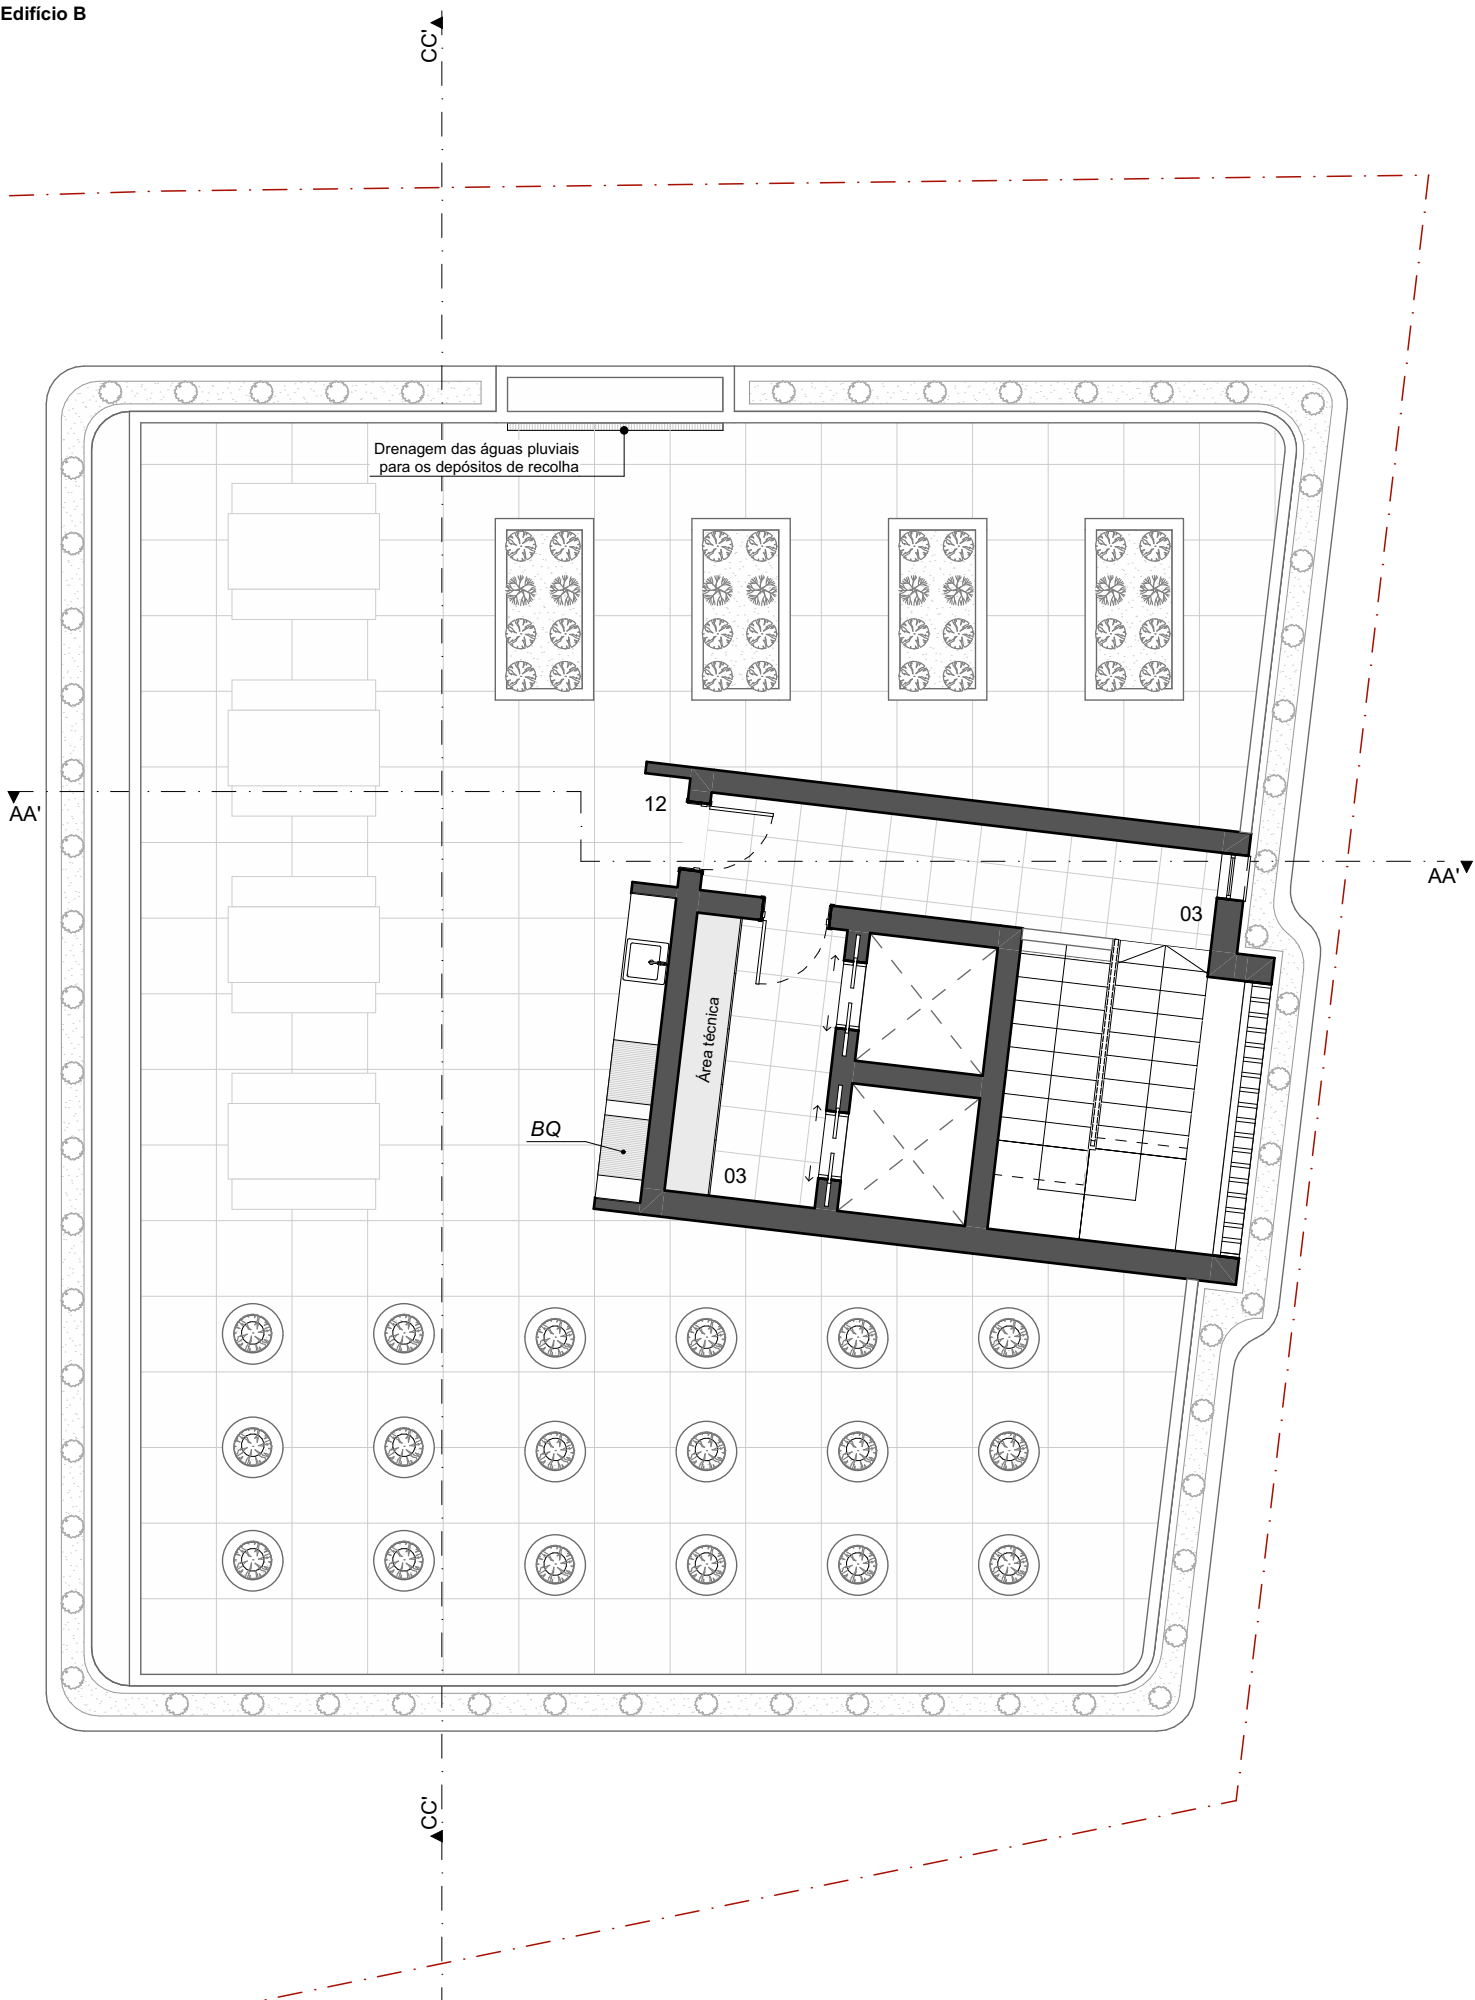 Edifício B
CC'
Drenagem das águas pluviais
para os depósitos de recolha
12
AA'
AA'
03
Área técnica
BQ
03
CC'